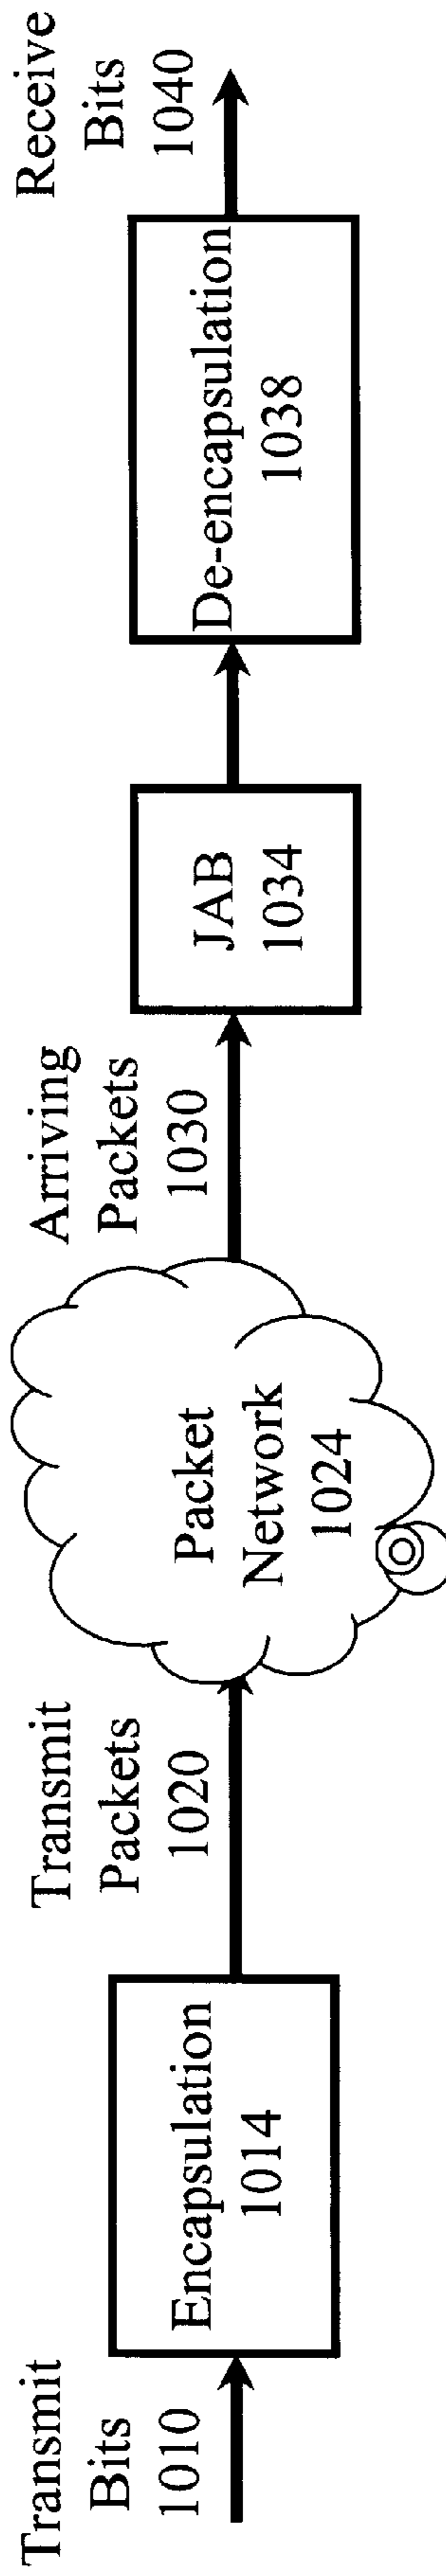 Transmit
Bits
1010
Encapsulation
1014
Transmit
Packets
1020
Packet
Network
1024
Arriving
Packets
1030
JAB
1034
De-encapsulation
1038
Receive
Bits
1040